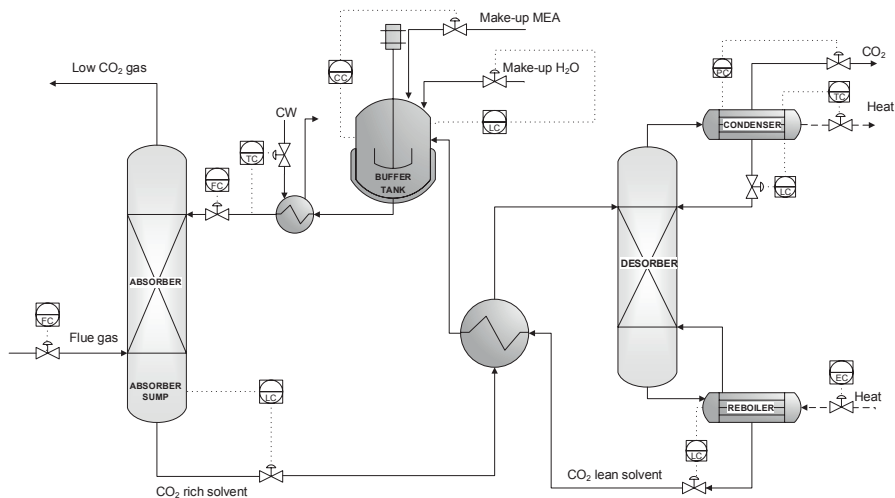 Make-up MEA
Low CO₂ gas
CC
Make-up H₂O
LC
PC
CO₂
TC
Heat
CONDENSER
CW
TC
FC
BUFFER
TANK
LC
ABSORBER
DESORBER
FC
Flue gas
ABSORBER
SUMP
LC
EC
Heat
REBOILER
LC
CO₂ lean solvent
CO₂ rich solvent